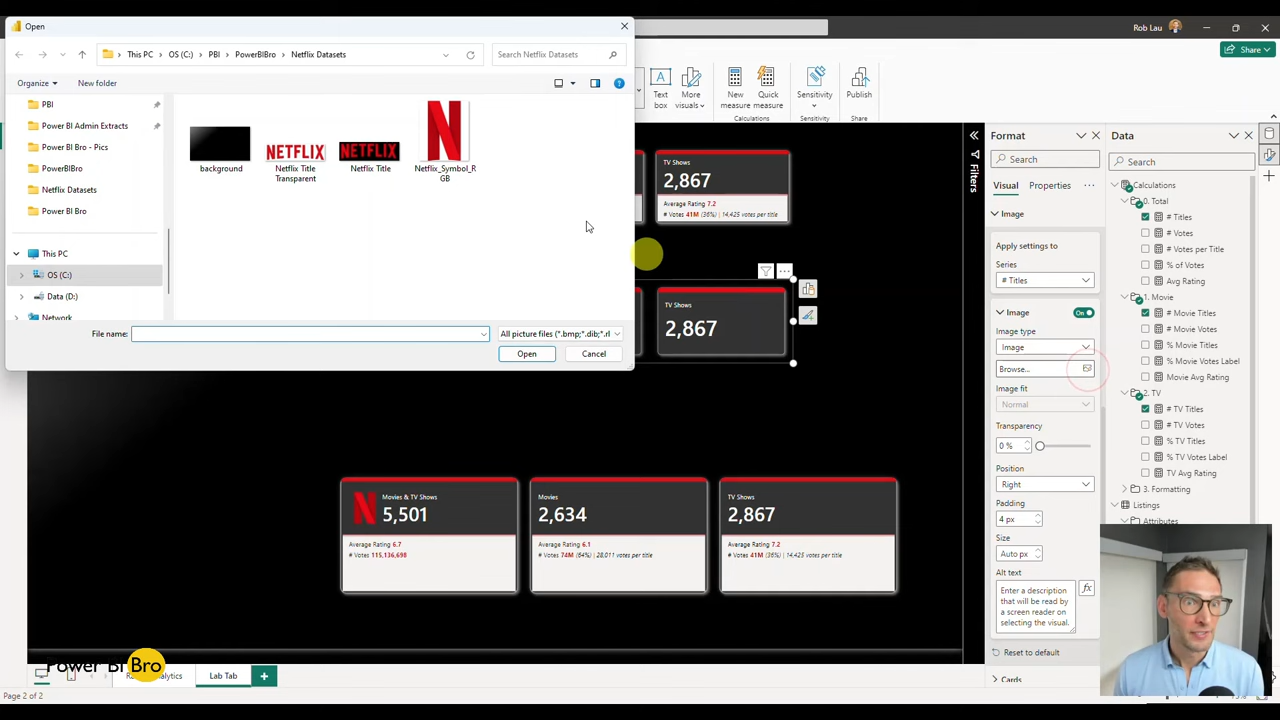 Open
This PC
OS (C:)
PBI
PowerBIBro
Netflix Datasets
Search Netflix Datasets
Organize
New folder
PBI
Power BI Admin Extracts
Power BI Bro - Pics
PowerBIBro
Netflix Datasets
Power BI Bro
This PC
OS (C:)
Data (D:)
Network
background
NETFLIX
Netflix Title
Transparent
NETFLIX
Netflix Title
Netflix_Symbol_R
GB
File name:
All picture files (*.bmp;*.dib;*.rl
Open
Cancel
Rob Lau
Share
Text
box
More
visuals
New
measure
Quick
measure
Calculations
Sensitivity
Sensitivity
Publish
Share
TV Shows
2,867
Average Rating 7.2
# Votes 41M (36%) | 14,425 votes per title
TV Shows
2,867
Movies & TV Shows
5,501
Average Rating 6.7
# Votes 115,136,698
Movies
2,634
Average Rating 6.1
# Votes 74M (64%) | 28,011 votes per title
TV Shows
2,867
Average Rating 7.2
# Votes 41M (36%) | 14,425 votes per title
Filters
Format
Search
Visual
Properties
Image
Apply settings to
Series
# Titles
Image
On
Image type
Image
Browse...
Image fit
Normal
Transparency
0 %
Position
Right
Padding
4 px
Size
Auto px
Alt text
Enter a description
that will be read by
a screen reader on
selecting the visual.
fx
Reset to default
Cards
Data
Search
Calculations
0. Total
# Titles
# Votes
# Votes per Title
% of Votes
Avg Rating
1. Movie
# Movie Titles
# Movie Votes
% Movie Titles
% Movie Votes Label
Movie Avg Rating
2. TV
# TV Titles
# TV Votes
% TV Titles
% TV Votes Label
TV Avg Rating
3. Formatting
Listings
Attributes
Power BI Bro
Lab Tab
Page 2 of 2